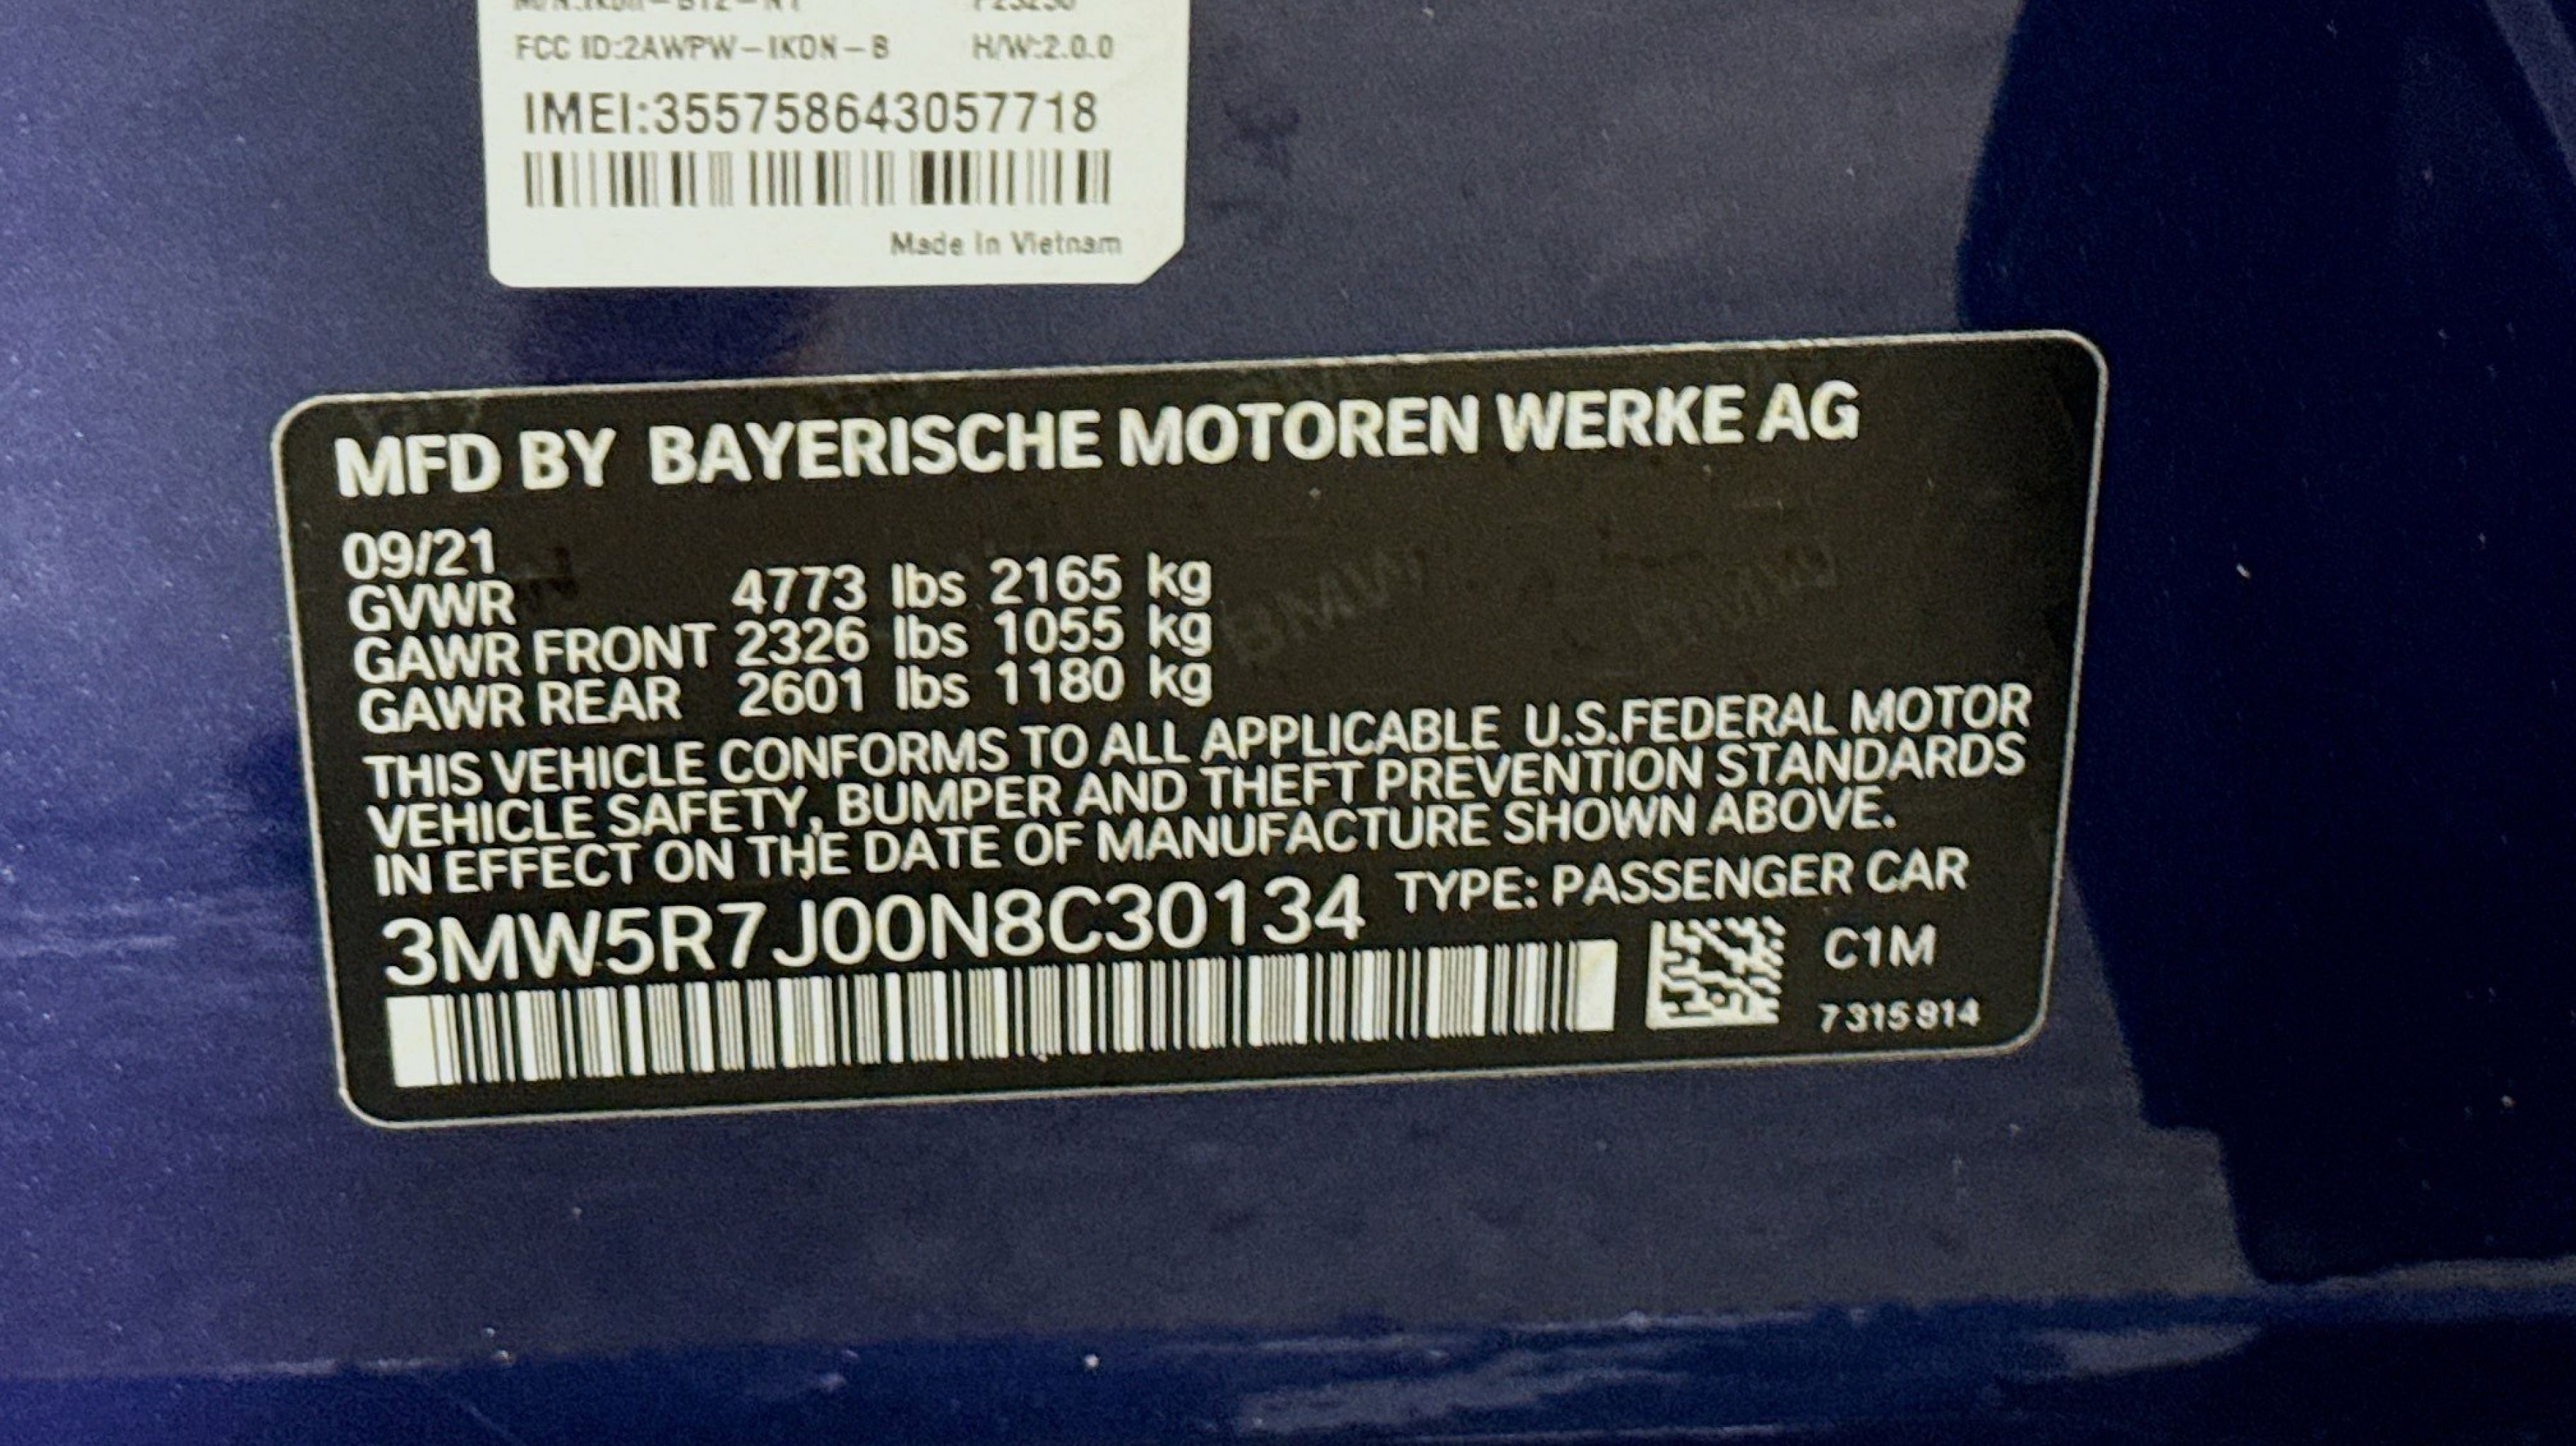 FCC ID:2AWPW-IKON-B H/W:2.0.0
IMEI:355758643057718
Made In Vietnam
MFD BY BAYERISCHE MOTOREN WERKE AG
09/21
GVWR 4773 lbs 2165 kg
GAWR FRONT 2326 lbs 1055 kg
GAWR REAR 2601 lbs 1180 kg
THIS VEHICLE CONFORMS TO ALL APPLICABLE U.S.FEDERAL MOTOR
VEHICLE SAFETY, BUMPER AND THEFT PREVENTION STANDARDS
IN EFFECT ON THE DATE OF MANUFACTURE SHOWN ABOVE.
3MW5R7J00N8C30134 TYPE: PASSENGER CAR
C1M
7315814